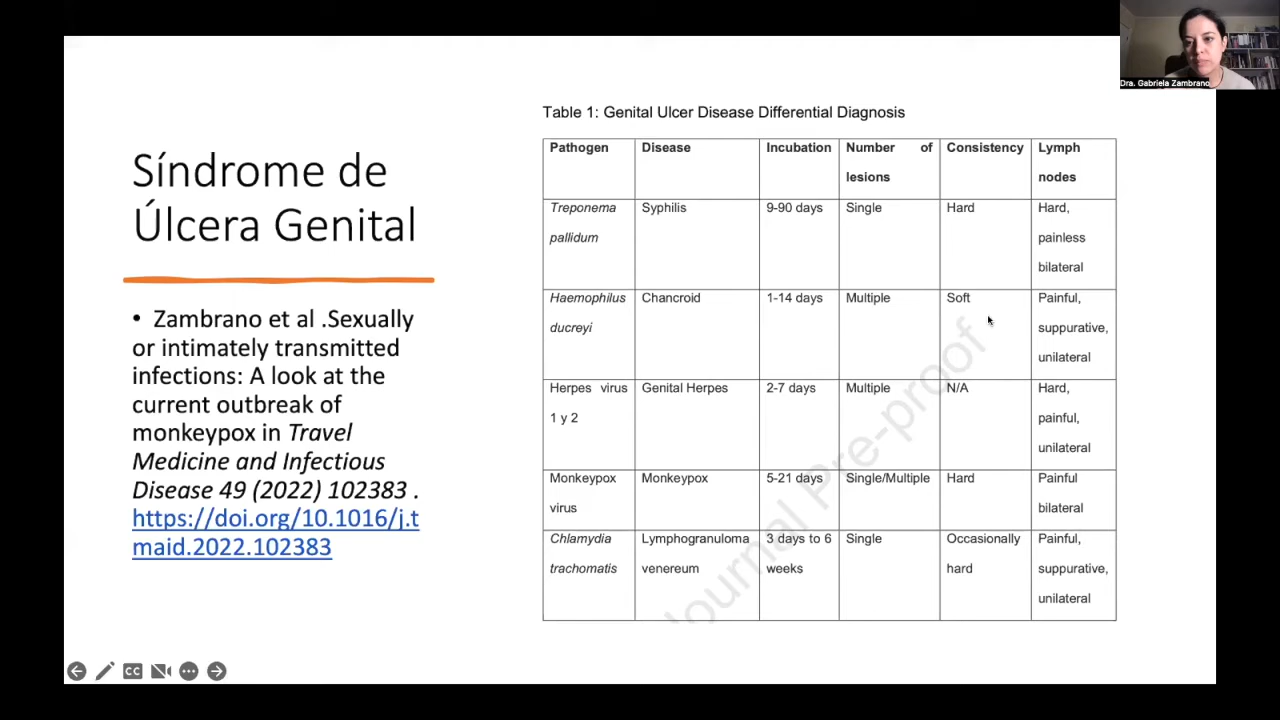 Dra. Gabriela Zambrano
Síndrome de
Úlcera Genital
• Zambrano et al .Sexually
or intimately transmitted
infections: A look at the
current outbreak of
monkeypox in Travel
Medicine and Infectious
Disease 49 (2022) 102383 .
https://doi.org/10.1016/j.t
maid.2022.102383
Table 1: Genital Ulcer Disease Differential Diagnosis
Pathogen Disease Incubation Number of Consistency Lymph
lesions nodes
Treponema Syphilis 9-90 days Single Hard Hard,
pallidum painless
bilateral
Haemophilus Chancroid 1-14 days Multiple Soft Painful,
ducreyi suppurative,
unilateral
Herpes virus Genital Herpes 2-7 days Multiple N/A Hard,
1 y 2 painful,
unilateral
Monkeypox Monkeypox 5-21 days Single/Multiple Hard Painful
virus bilateral
Chlamydia Lymphogranuloma 3 days to 6 Single Occasionally Painful,
trachomatis venereum weeks hard suppurative,
unilateral
Journal Pre-proof
CC